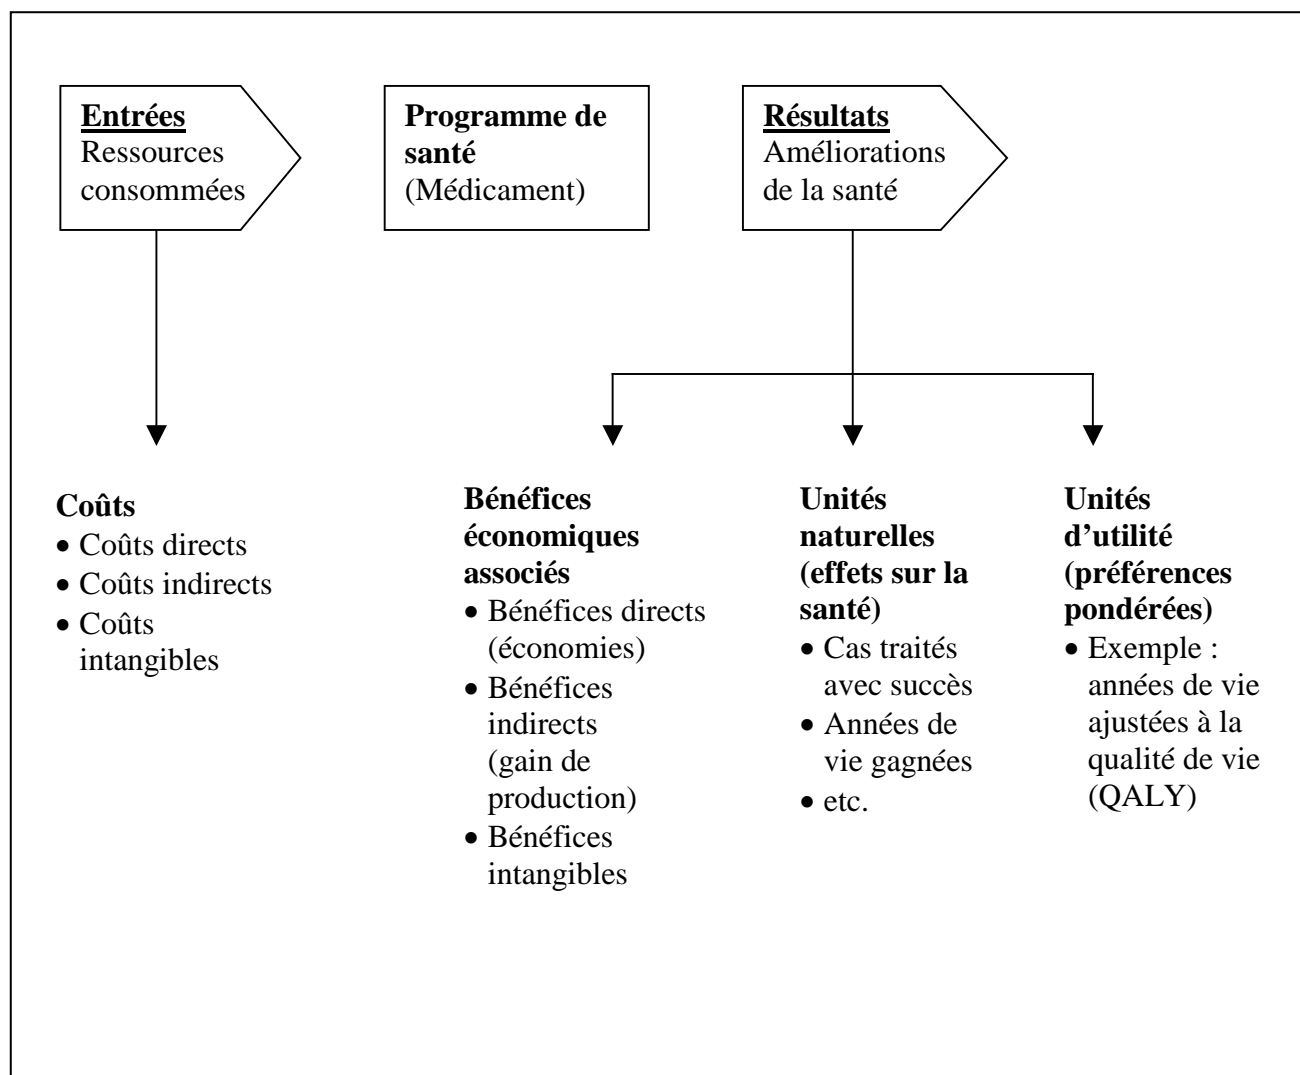 Entrées
Ressources
consommées
Programme de
santé
(Médicament)
Résultats
Améliorations
de la santé
Coûts
• Coûts directs
• Coûts indirects
• Coûts
intangibles
Bénéfices
économiques
associés
• Bénéfices directs
(économies)
• Bénéfices
indirects
(gain de
production)
• Bénéfices
intangibles
Unités
naturelles
(effets sur la
santé)
• Cas traités
avec succès
• Années de
vie gagnées
• etc.
Unités
d’utilité
(préférences
pondérées)
• Exemple :
années de vie
ajustées à la
qualité de vie
(QALY)